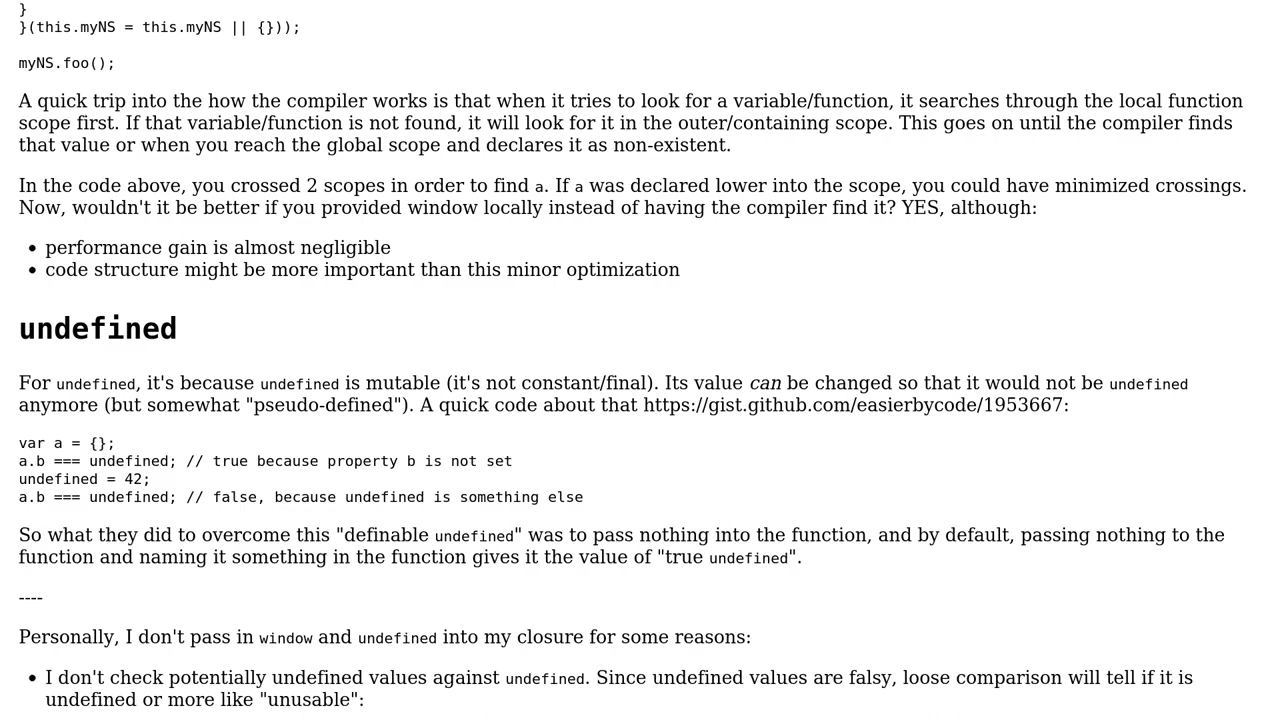 }
}(this.myNS = this.myNS || {}));
myNS.foo();
A quick trip into the how the compiler works is that when it tries to look for a variable/function, it searches through the local function
scope first. If that variable/function is not found, it will look for it in the outer/containing scope. This goes on until the compiler finds
that value or when you reach the global scope and declares it as non-existent.
In the code above, you crossed 2 scopes in order to find a. If a was declared lower into the scope, you could have minimized crossings.
Now, wouldn't it be better if you provided window locally instead of having the compiler find it? YES, although:
• performance gain is almost negligible
• code structure might be more important than this minor optimization
undefined
For undefined, it's because undefined is mutable (it's not constant/final). Its value can be changed so that it would not be undefined
anymore (but somewhat "pseudo-defined"). A quick code about that https://gist.github.com/easierbycode/1953667:
var a = {};
a.b === undefined; // true because property b is not set
undefined = 42;
a.b === undefined; // false, because undefined is something else
So what they did to overcome this "definable undefined" was to pass nothing into the function, and by default, passing nothing to the
function and naming it something in the function gives it the value of "true undefined".
----
Personally, I don't pass in window and undefined into my closure for some reasons:
• I don't check potentially undefined values against undefined. Since undefined values are falsy, loose comparison will tell if it is
undefined or more like "unusable":